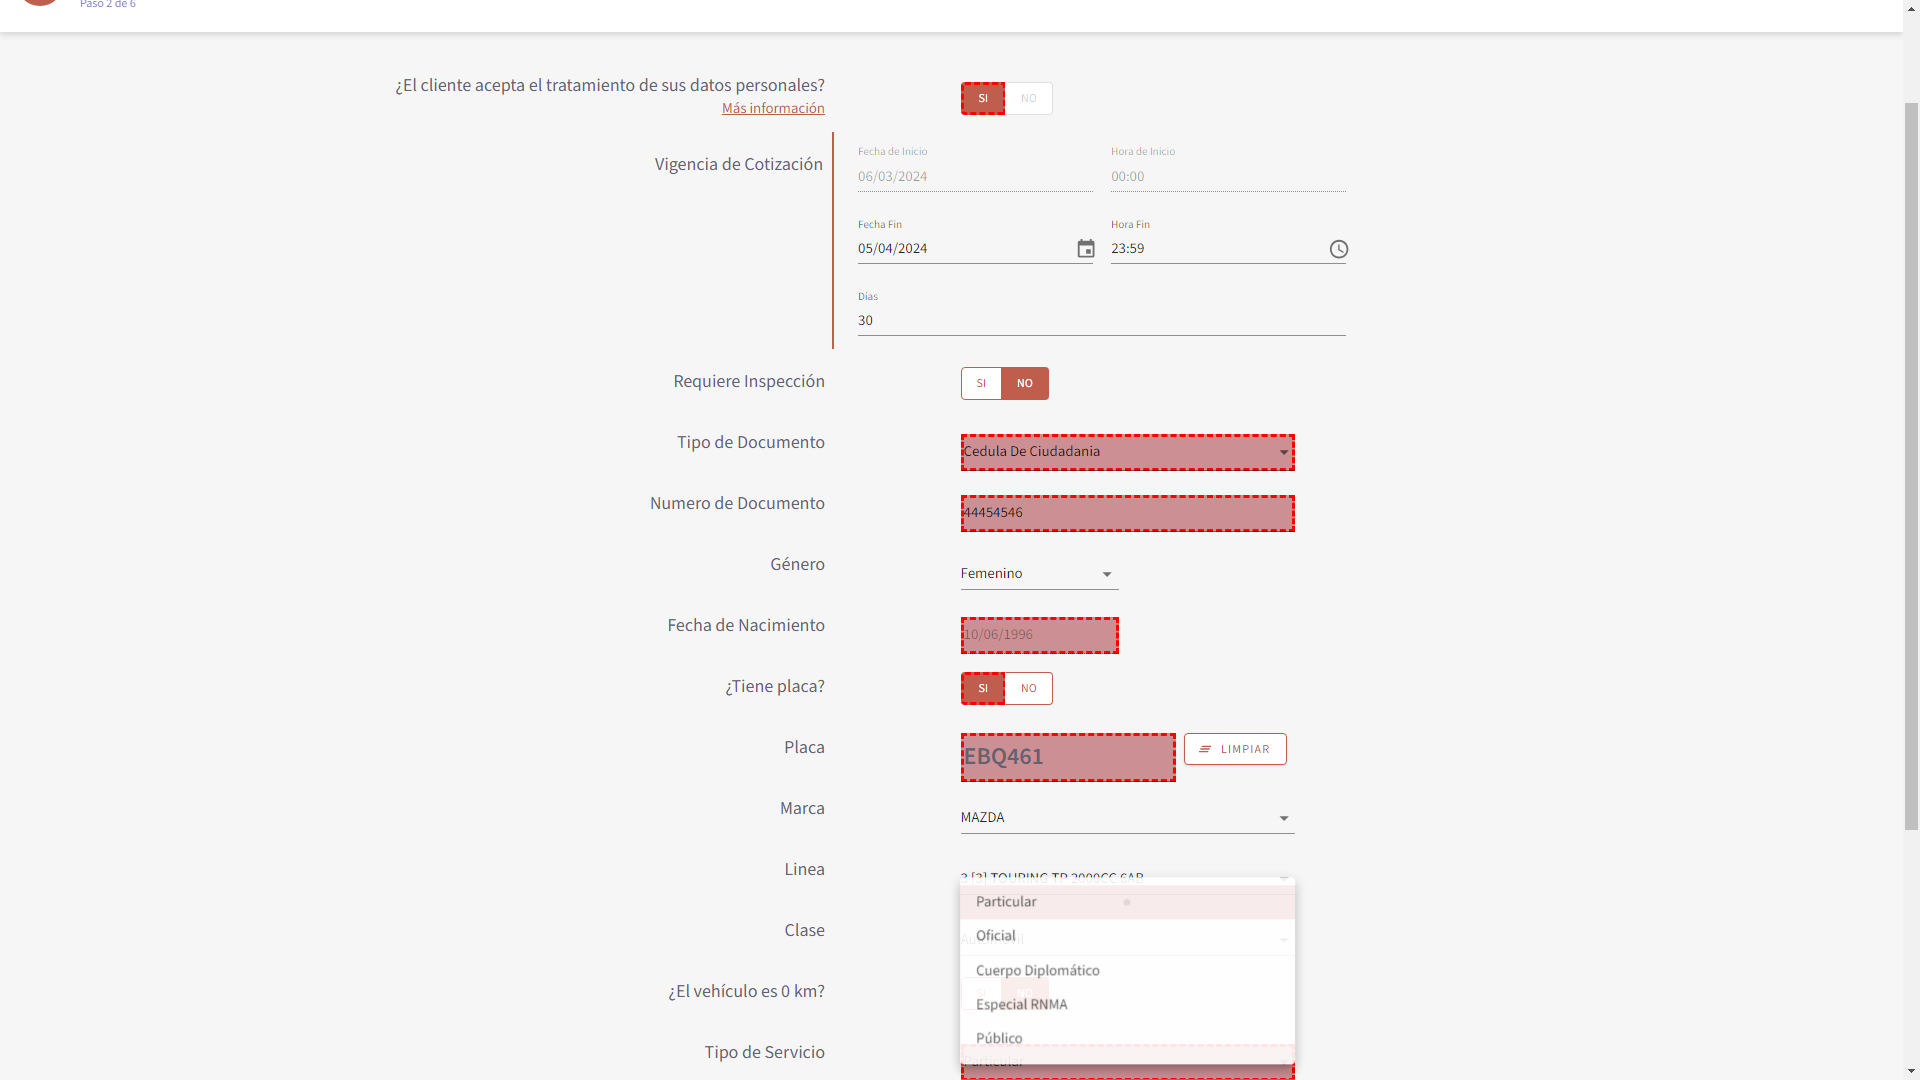 Paso 2 de 6
¿El cliente acepta el tratamiento de sus datos personales?
Más información
SI NO
Vigencia de Cotización
Fecha de Inicio
06/03/2024
Hora de Inicio
00:00
Fecha Fin
05/04/2024
Hora Fin
23:59
Días
30
Requiere Inspección
SI NO
Tipo de Documento
Cedula De Ciudadania
Numero de Documento
44454546
Género
Femenino
Fecha de Nacimiento
10/06/1996
¿Tiene placa?
SI NO
Placa
EBQ461
LIMPIAR
Marca
MAZDA
Linea
3 [3] TOURING TP 2000CC 6AB
Particular
Clase
Oficial
Cuerpo Diplomático
¿El vehículo es 0 km?
SI NO
Especial RNMA
Público
Tipo de Servicio
Particular